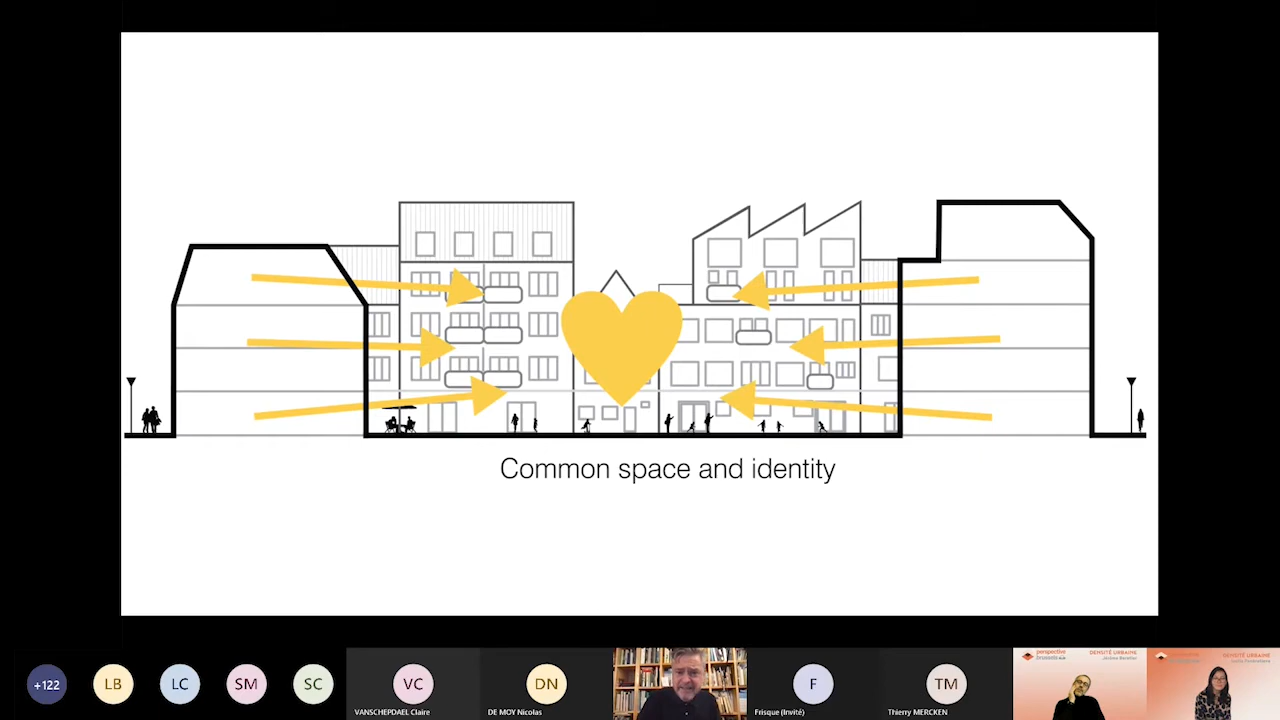 Common space and identity
+122
LB
LC
SM
SC
VC
VANSCHEPDAEL Claire
DN
DE MOY Nicolas
F
Frisque (Invité)
TM
Thierry MERCKEN
perspective
DENSITÉ URBAINE
DENSITÉ URBAINE